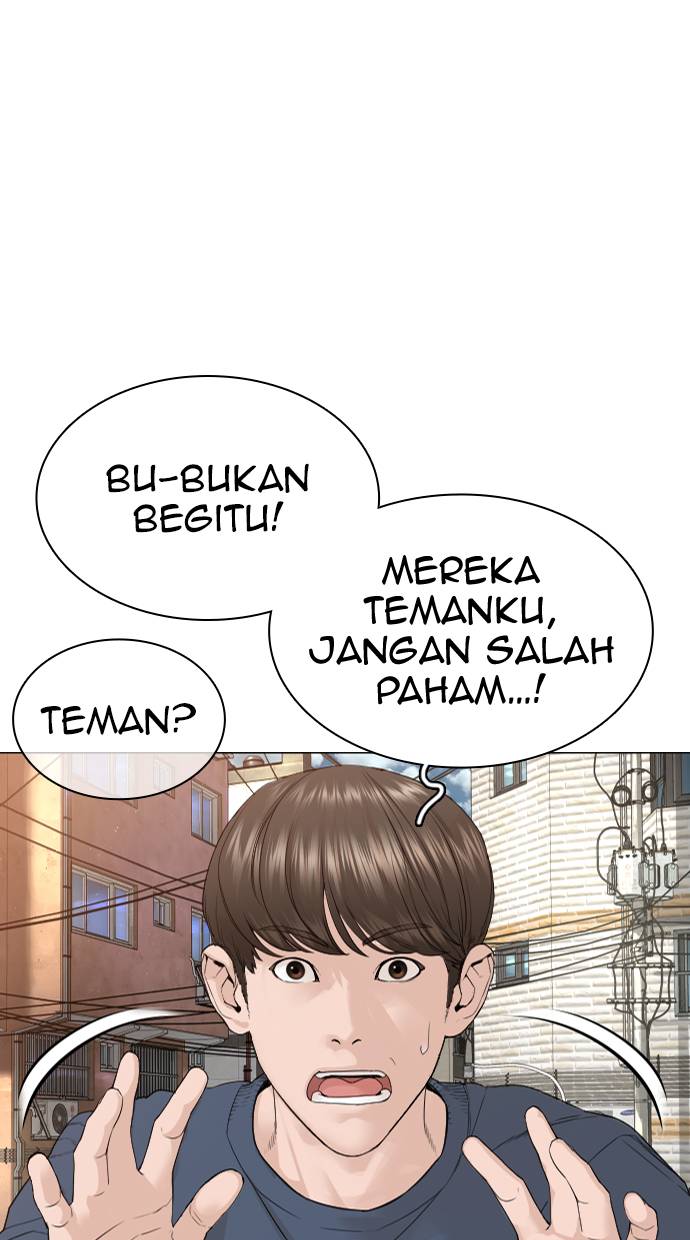 BU-BUKAN
BEGITU!
MEREKA
TEMANKU,
JANGAN SALAH
PAHAM...!
TEMAN?